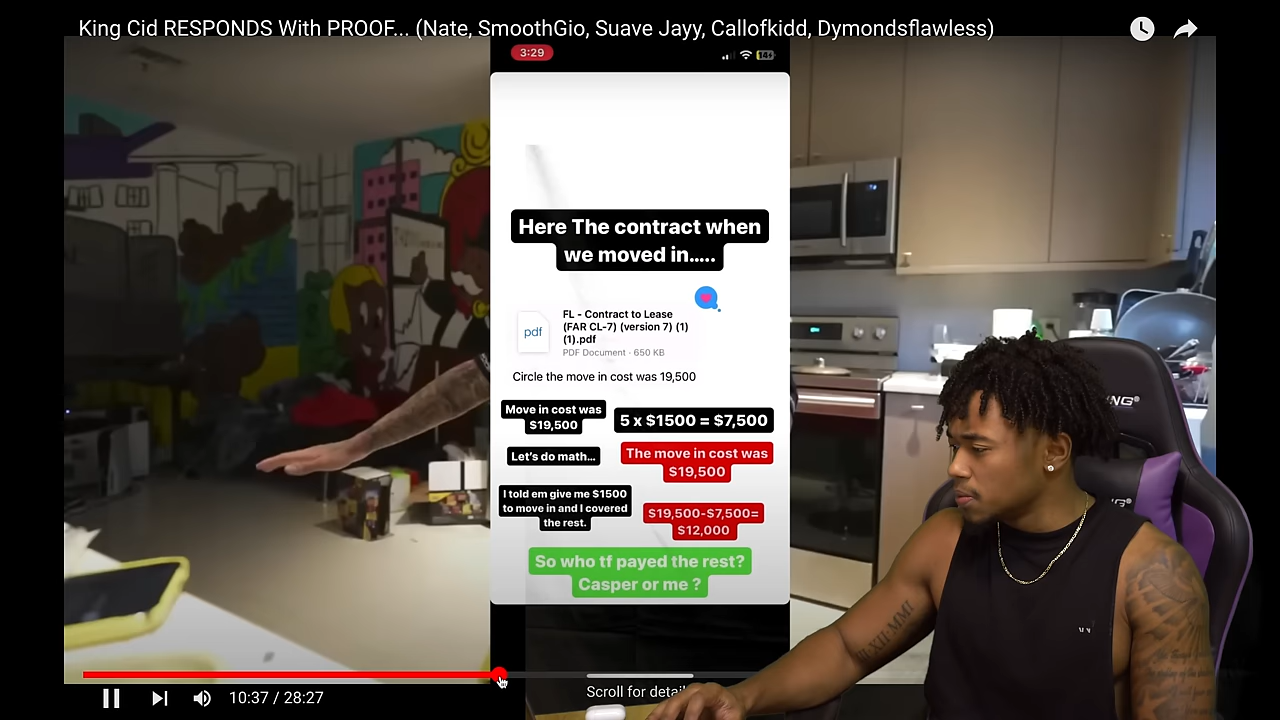 King Cid RESPONDS With PROOF... (Nate, SmoothGio, Suave Jayy, Callofkidd, Dymondsflawless)
3:29
Here The contract when
we moved in.....
pdf
FL - Contract to Lease
(FAR CL-7) (version 7) (1)
(1).pdf
PDF Document · 650 KB
Circle the move in cost was 19,500
Move in cost was
$19,500
5 x $1500 = $7,500
Let's do math...
The move in cost was
$19,500
I told em give me $1500
to move in and I covered
the rest.
$19,500-$7,500=
$12,000
So who tf payed the rest?
Casper or me ?
10:37 / 28:27
Scroll for detail